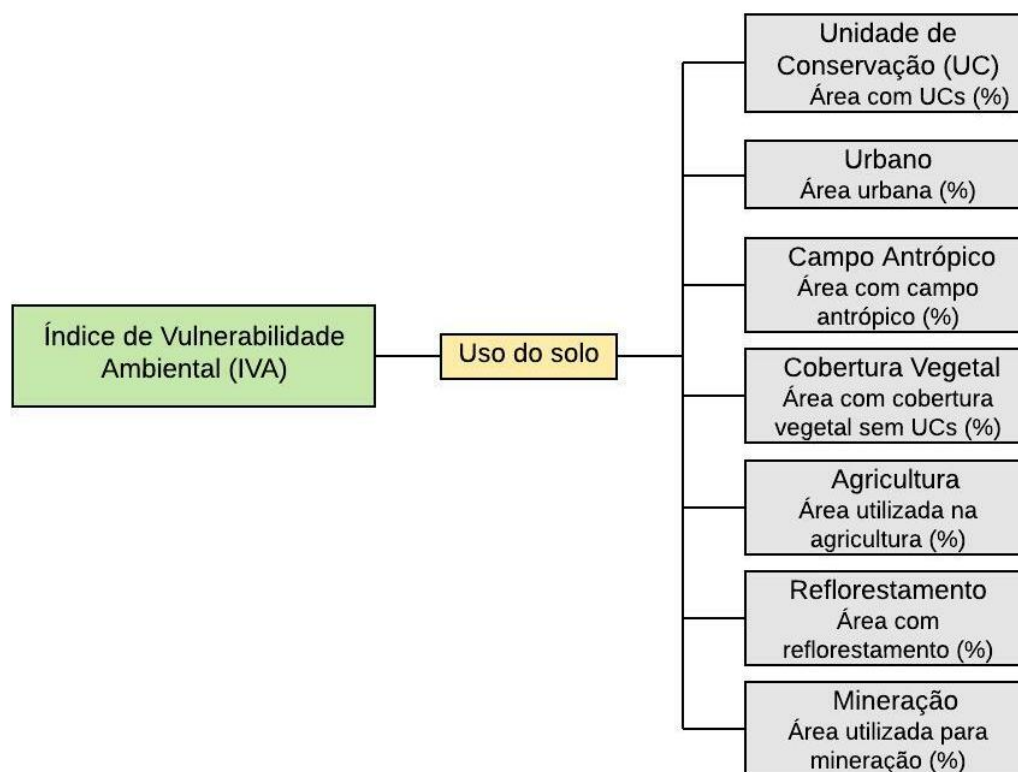 Unidade de
Conservação (UC)
Área com UCs (%)
Urbano
Área urbana (%)
Campo Antrópico
Área com campo
antrópico (%)
Índice de Vulnerabilidade
Ambiental (IVA)
Uso do solo
Cobertura Vegetal
Área com cobertura
vegetal sem UCs (%)
Agricultura
Área utilizada na
agricultura (%)
Reflorestamento
Área com
reflorestamento (%)
Mineração
Área utilizada para
mineração (%)